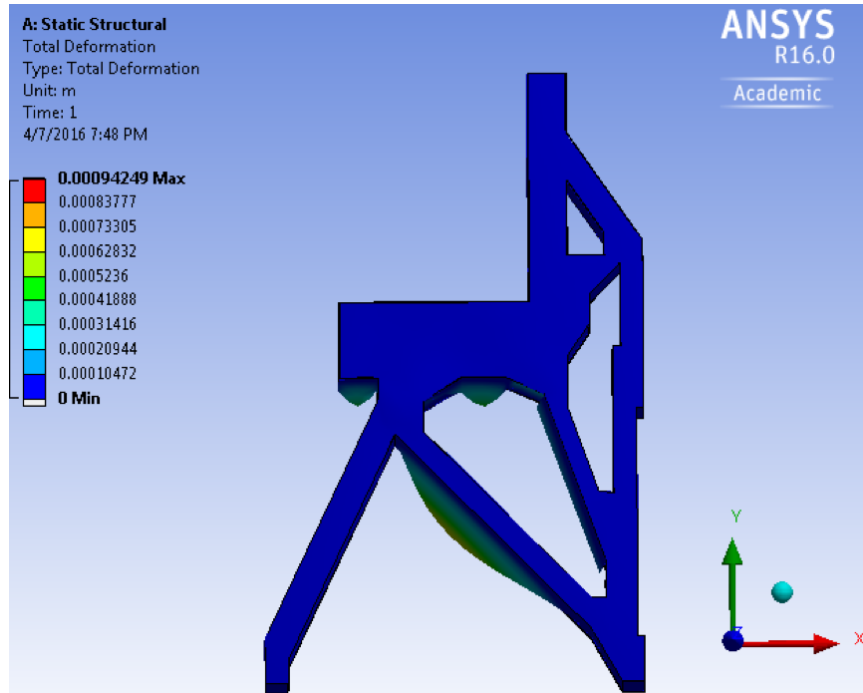 A: Static Structural
Total Deformation
Type: Total Deformation
Unit: m
Time: 1
4/7/2016 7:48 PM
ANSYS
R16.0
Academic
0.00094249 Max
0.00083777
0.00073305
0.00062832
0.0005236
0.00041888
0.00031416
0.00020944
0.00010472
0 Min
Y
Z
X